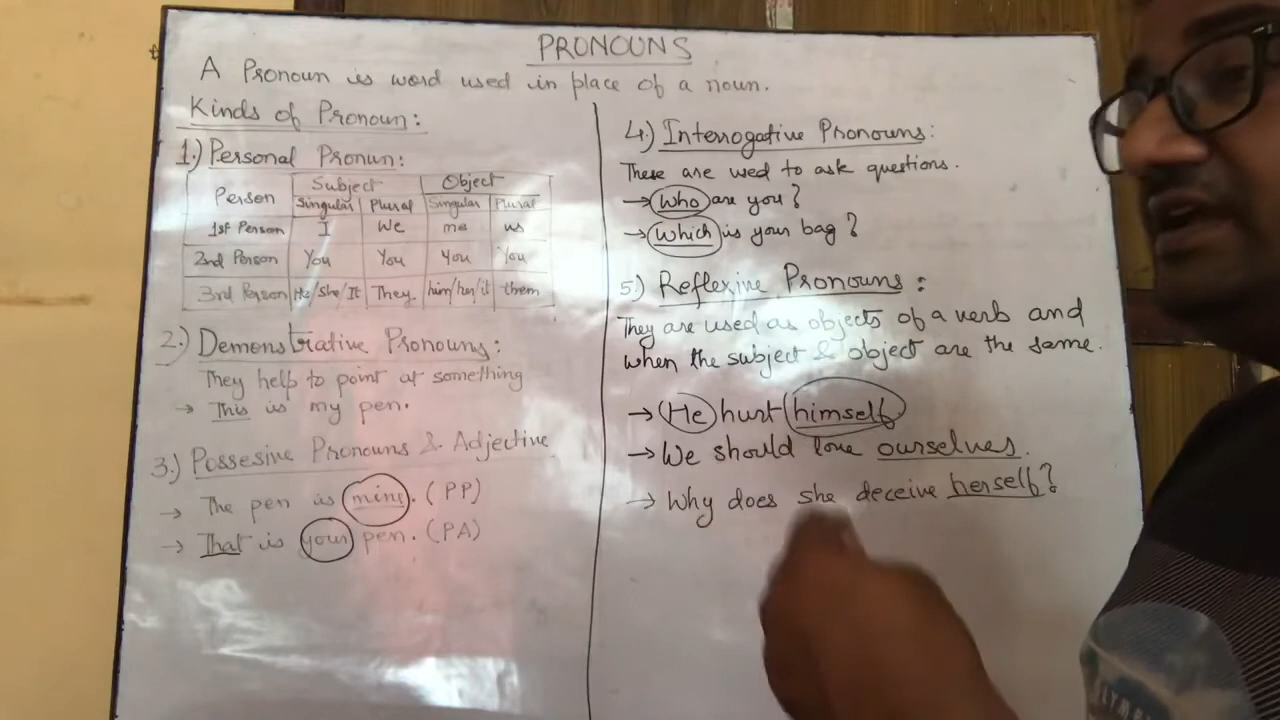 PRONOUNS
A Pronoun is word used in place of a noun.
Kinds of Pronoun:
1.) Personal Pronun:
Person Subject Object
Singular Plural Singular Plural
1st Person I We me us
2nd Person You You You You
3rd Person He/She/It They. him/her/it them
2.) Demonstrative Pronouns:
They help to point at something
→ This is my pen.
3.) Possesive Pronouns & Adjective
→ The pen is mine. (PP)
→ That is your pen. (PA)
4.) Interrogative Pronouns:
These are used to ask questions.
→ Who are you?
→ Which is your bag?
5.) Reflexive Pronouns:
They are used as objects of a verb and
when the subject & object are the same.
→ He hurt himself
→ We should love ourselves.
→ Why does she deceive herself?